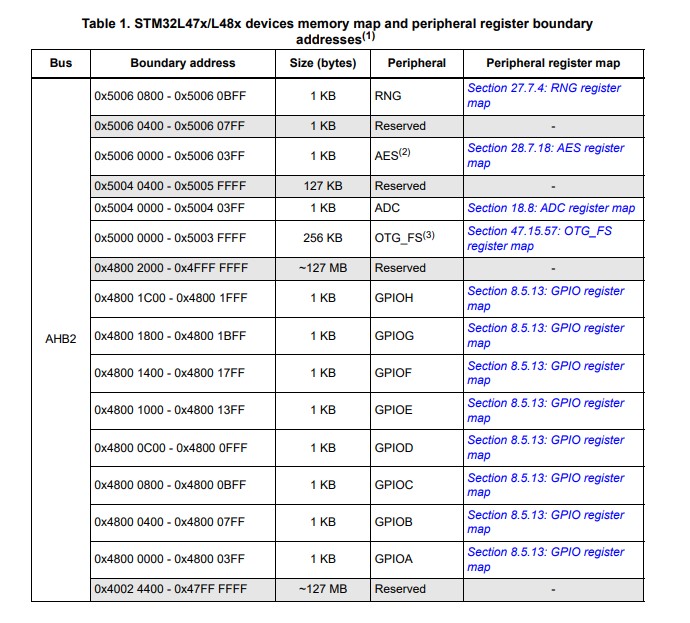 Table 1. STM32L47x/L48x devices memory map and peripheral register boundary
addresses(1)
Bus Boundary address Size (bytes) Peripheral Peripheral register map
0x5006 0800 - 0x5006 0BFF 1 KB RNG Section 27.7.4: RNG register
map
0x5006 0400 - 0x5006 07FF 1 KB Reserved -
0x5006 0000 - 0x5006 03FF 1 KB AES(2) Section 28.7.18: AES register
map
0x5004 0400 - 0x5005 FFFF 127 KB Reserved -
0x5004 0000 - 0x5004 03FF 1 KB ADC Section 18.8: ADC register map
0x5000 0000 - 0x5003 FFFF 256 KB OTG_FS(3) Section 47.15.57: OTG_FS
register map
0x4800 2000 - 0x4FFF FFFF ~127 MB Reserved -
0x4800 1C00 - 0x4800 1FFF 1 KB GPIOH Section 8.5.13: GPIO register
map
AHB2 0x4800 1800 - 0x4800 1BFF 1 KB GPIOG Section 8.5.13: GPIO register
map
0x4800 1400 - 0x4800 17FF 1 KB GPIOF Section 8.5.13: GPIO register
map
0x4800 1000 - 0x4800 13FF 1 KB GPIOE Section 8.5.13: GPIO register
map
0x4800 0C00 - 0x4800 0FFF 1 KB GPIOD Section 8.5.13: GPIO register
map
0x4800 0800 - 0x4800 0BFF 1 KB GPIOC Section 8.5.13: GPIO register
map
0x4800 0400 - 0x4800 07FF 1 KB GPIOB Section 8.5.13: GPIO register
map
0x4800 0000 - 0x4800 03FF 1 KB GPIOA Section 8.5.13: GPIO register
map
0x4002 4400 - 0x47FF FFFF ~127 MB Reserved -